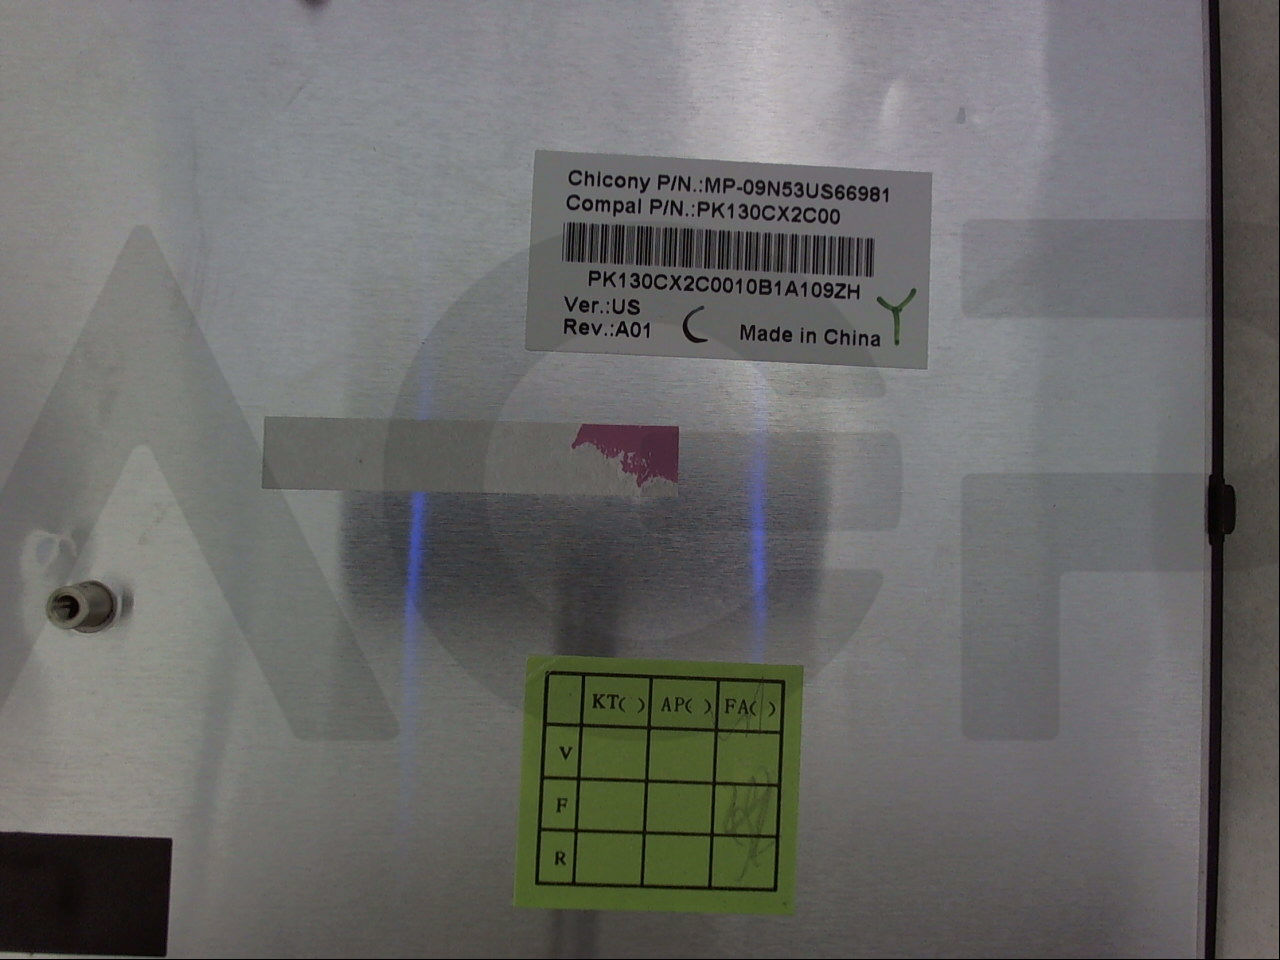 Chicony P/N.:MP-09N53US66981
Compal P/N.:PK130CX2C00
PK130CX2C0010B1A109ZH
Ver.:US
Rev.:A01 C Made in China Y
KT( ) AP( ) FA( )
V
F
R